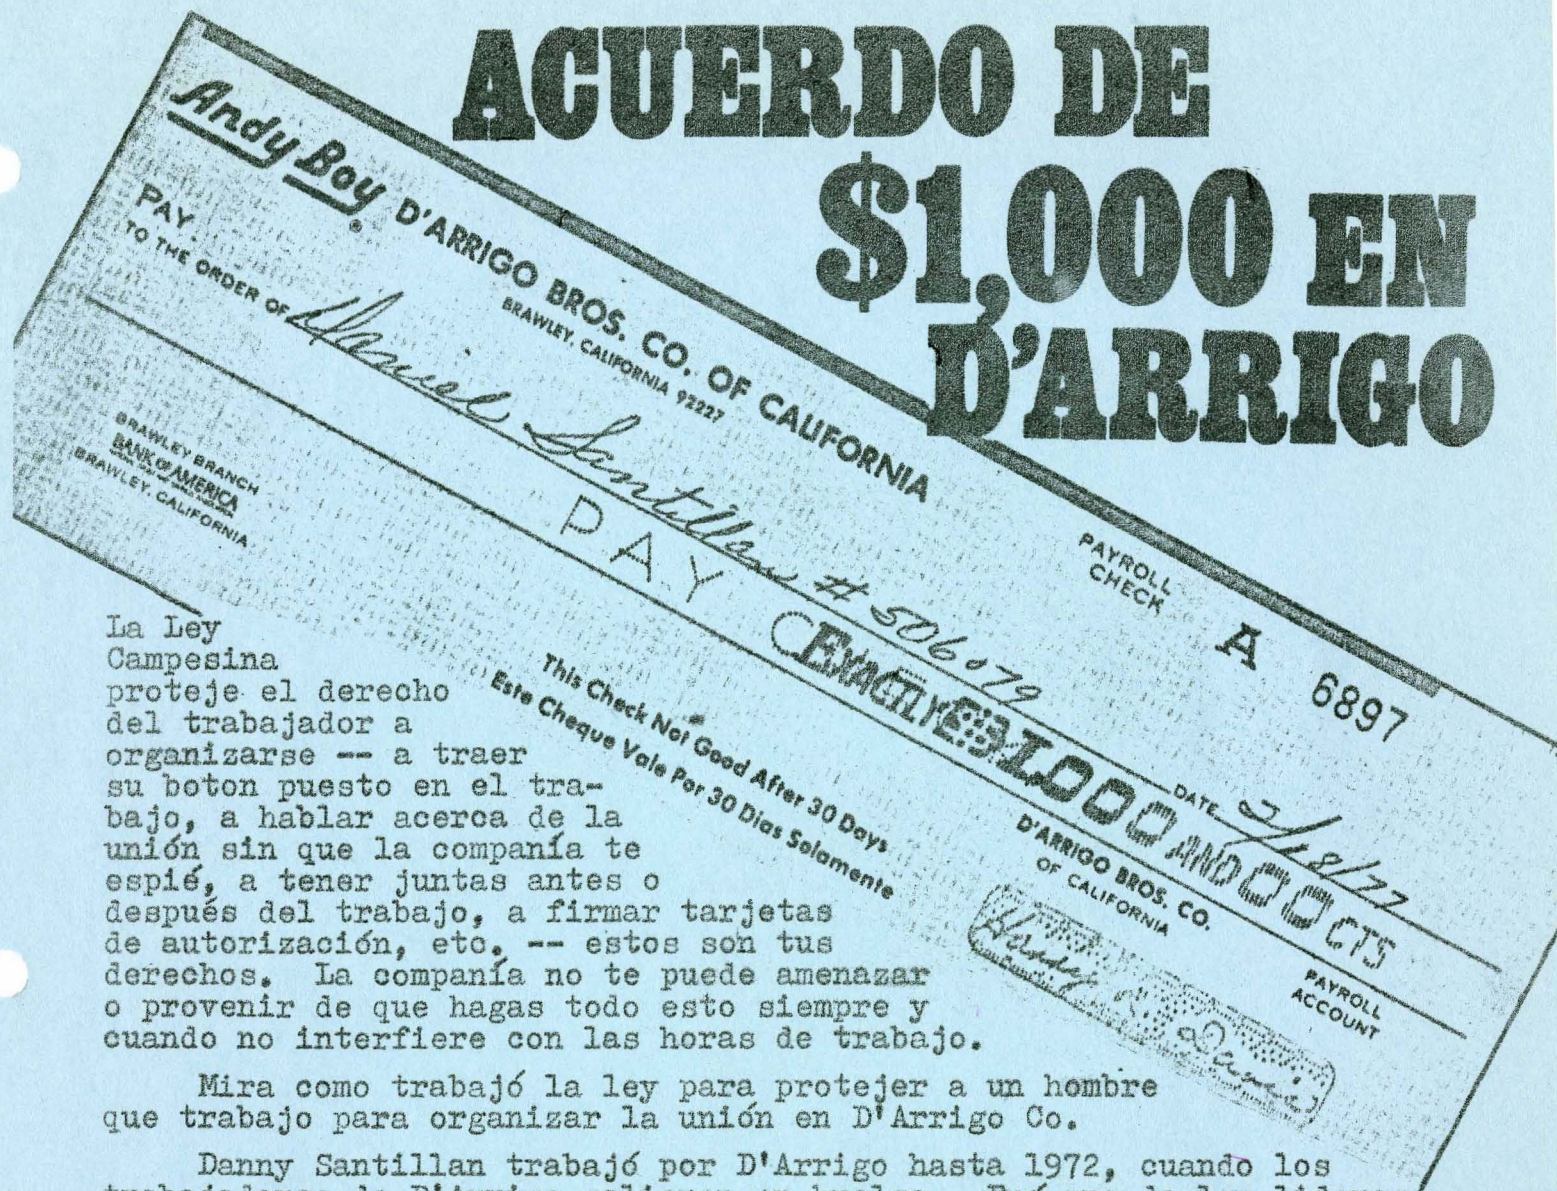 ACUERDO DE
$1,000 EN
D'ARRIGO
Andy Boy
D'ARRIGO BROS. CO. OF CALIFORNIA
BRAWLEY, CALIFORNIA 92227
PAY
TO THE ORDER OF Daniel Santillan # 506079
PAYROLL
CHECK
A 6897
BRAWLEY BRANCH
BANK OF AMERICA
BRAWLEY, CALIFORNIA
PAY
EXACTLY 1,000 AND 00 CTS
DATE 2/18/77
This Check Not Good After 30 Days
Este Cheque Vale Por 30 Dias Solamente
D'ARRIGO BROS. CO.
OF CALIFORNIA
PAYROLL
ACCOUNT
La Ley
Campesina
proteje el derecho
del trabajador a
organizarse -- a traer
su boton puesto en el tra-
bajo, a hablar acerca de la
unión sin que la companía te
espié, a tener juntas antes o
después del trabajo, a firmar tarjetas
de autorización, etc. -- estos son tus
derechos. La companía no te puede amenazar
o provenir de que hagas todo esto siempre y
cuando no interfiere con las horas de trabajo.
Mira como trabajó la ley para protejer a un hombre
que trabajo para organizar la unión en D'Arrigo Co.
Danny Santillan trabajó por D'Arrigo hasta 1972, cuando los